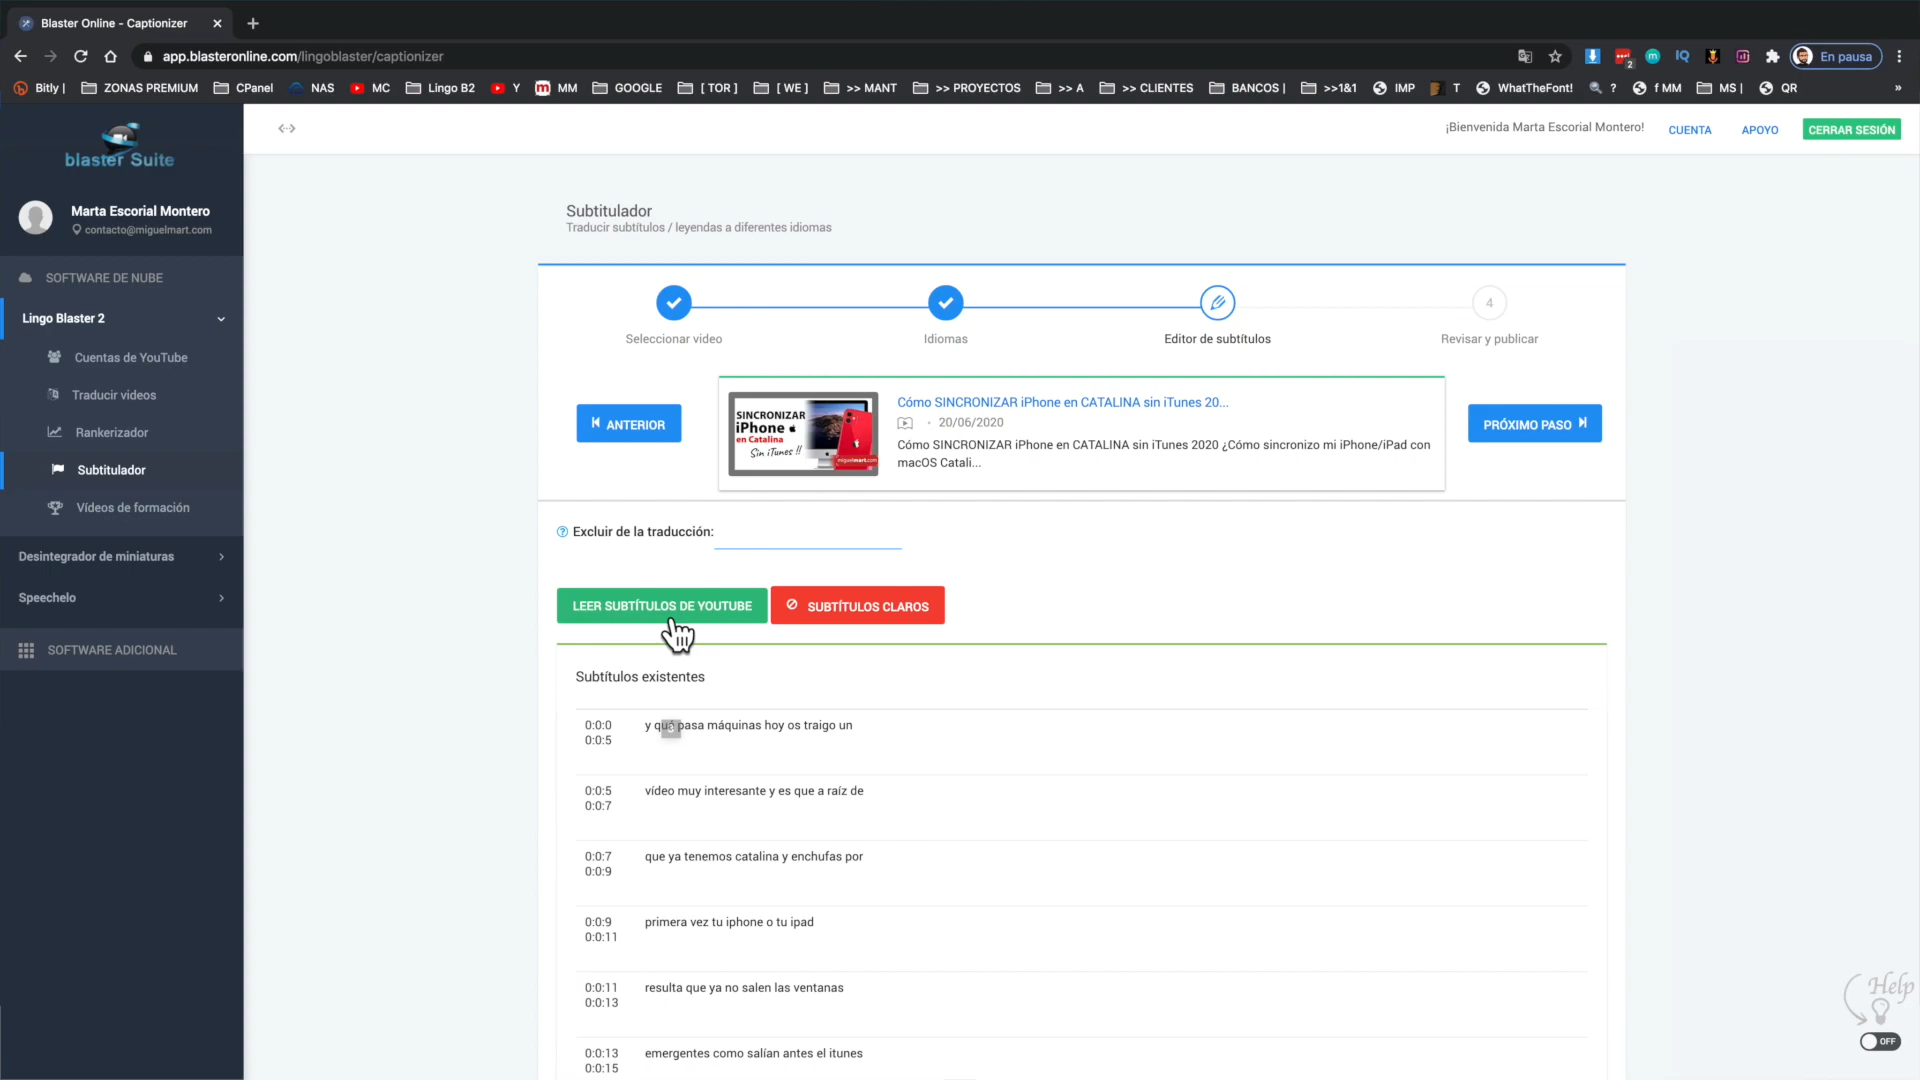 Blaster Online - Captionizer
app.blasteronline.com/lingoblaster/captionizer
2
IQ
En pausa
Bitly |
ZONAS PREMIUM
CPanel
NAS
MC
Lingo B2
Y
MM
GOOGLE
[ TOR ]
[ WE ]
>> MANT
>> PROYECTOS
>> A
>> CLIENTES
BANCOS |
>>1&1
IMP
T
WhatTheFont!
?
f MM
MS |
QR
»
blaster Suite
Marta Escorial Montero
contacto@miguelmart.com
SOFTWARE DE NUBE
Lingo Blaster 2
Cuentas de YouTube
Traducir videos
Rankerizador
Subtitulador
Vídeos de formación
Desintegrador de miniaturas
Speechelo
SOFTWARE ADICIONAL
¡Bienvenida Marta Escorial Montero!
CUENTA
APOYO
CERRAR SESIÓN
Subtitulador
Traducir subtítulos / leyendas a diferentes idiomas
4
Seleccionar video
Idiomas
Editor de subtítulos
Revisar y publicar
ANTERIOR
SINCRONIZAR
iPhone
en Catalina
Sin iTunes !!
miguelmart.com
Cómo SINCRONIZAR iPhone en CATALINA sin iTunes 20...
· 20/06/2020
Cómo SINCRONIZAR iPhone en CATALINA sin iTunes 2020 ¿Cómo sincronizo mi iPhone/iPad con
macOS Catali...
PRÓXIMO PASO
Excluir de la traducción:
LEER SUBTÍTULOS DE YOUTUBE
SUBTÍTULOS CLAROS
Subtítulos existentes
0:0:0
0:0:5
y qué pasa máquinas hoy os traigo un
0:0:5
0:0:7
vídeo muy interesante y es que a raíz de
0:0:7
0:0:9
que ya tenemos catalina y enchufas por
0:0:9
0:0:11
primera vez tu iphone o tu ipad
0:0:11
0:0:13
resulta que ya no salen las ventanas
0:0:13
0:0:15
emergentes como salían antes el itunes
Help
OFF